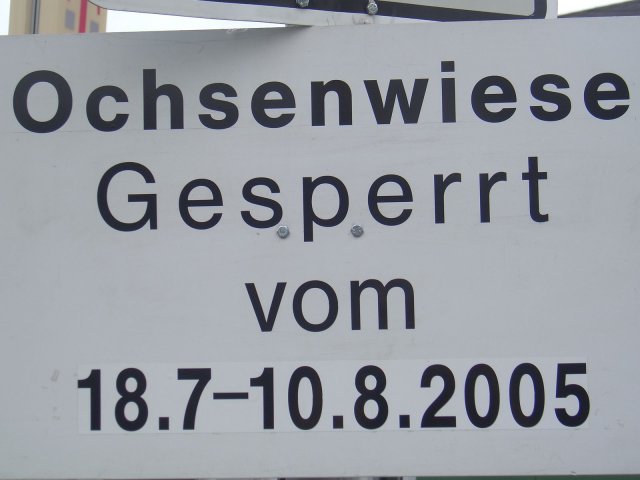 Ochsenwiese
Gesperrt
vom
18.7-10.8.2005